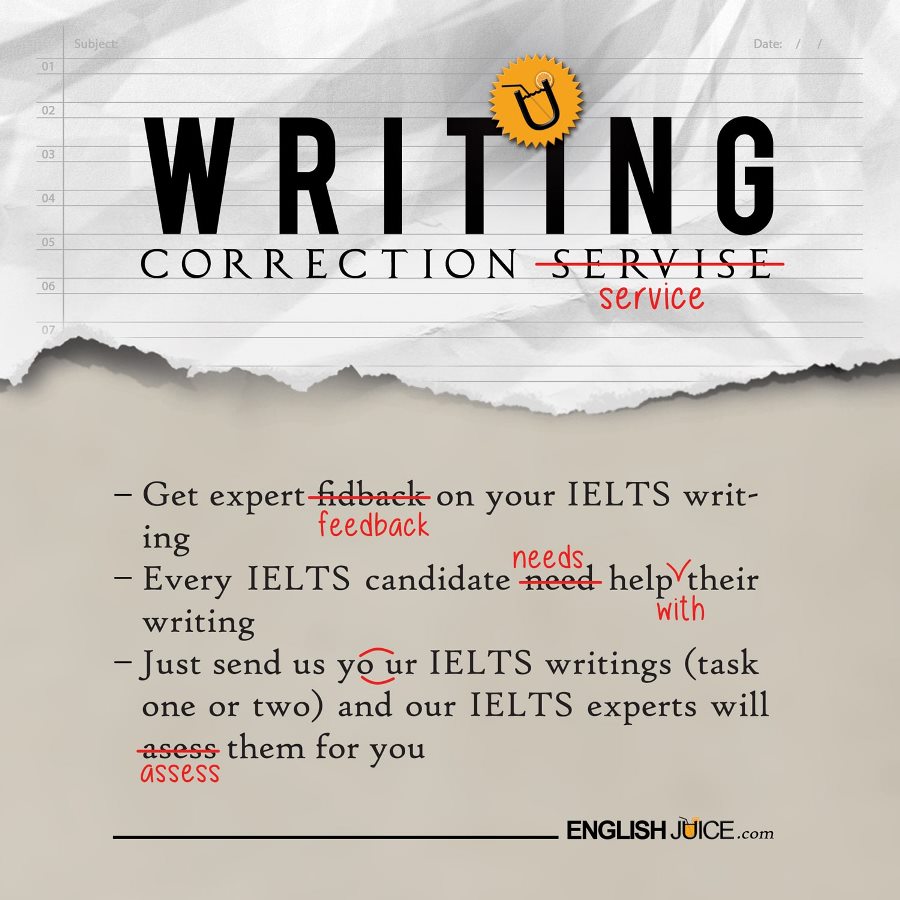 Subject: Date: / /
01
02
WRITING
03
04
05
CORRECTION SERVISE
06
service
07
– Get expert fidback on your IELTS writ-
feedback
ing
needs
– Every IELTS candidate need help their
with
writing
– Just send us yo ur IELTS writings (task
one or two) and our IELTS experts will
asess them for you
assess
ENGLISH JUICE.com